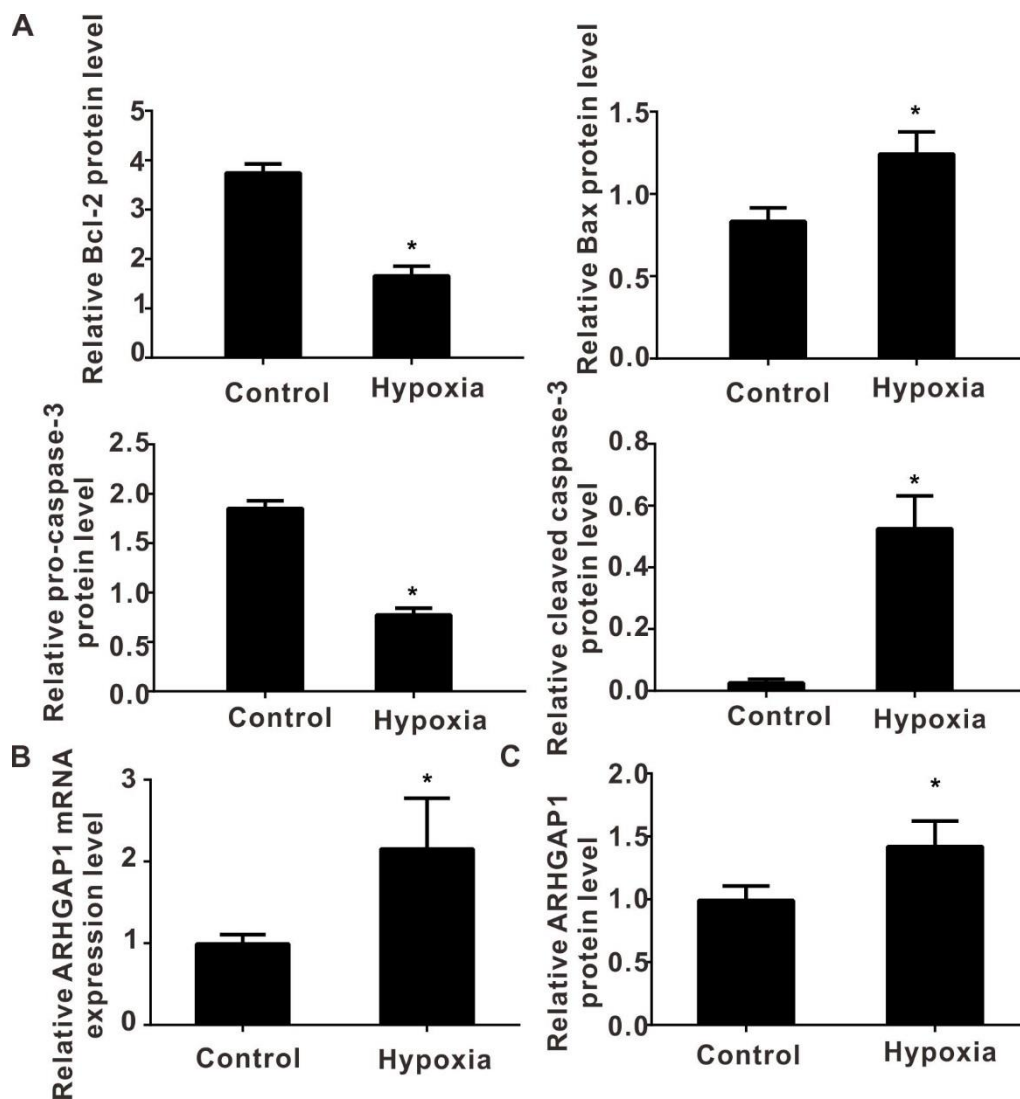 A
Relative Bcl-2 protein level
5
4
3
2
1
0
*
Control
Hypoxia
Relative Bax protein level
1.5
1.0
0.5
0.0
*
Control
Hypoxia
Relative pro-caspase-3
protein level
2.5
2.0
1.5
1.0
0.5
0.0
*
Control
Hypoxia
Relative cleaved caspase-3
protein level
0.8
0.6
0.4
0.2
0.0
*
Control
Hypoxia
B
Relative ARHGAP1 mRNA
expression level
3
2
1
0
*
Control
Hypoxia
C
Relative ARHGAP1
protein level
2.0
1.5
1.0
0.5
0.0
*
Control
Hypoxia